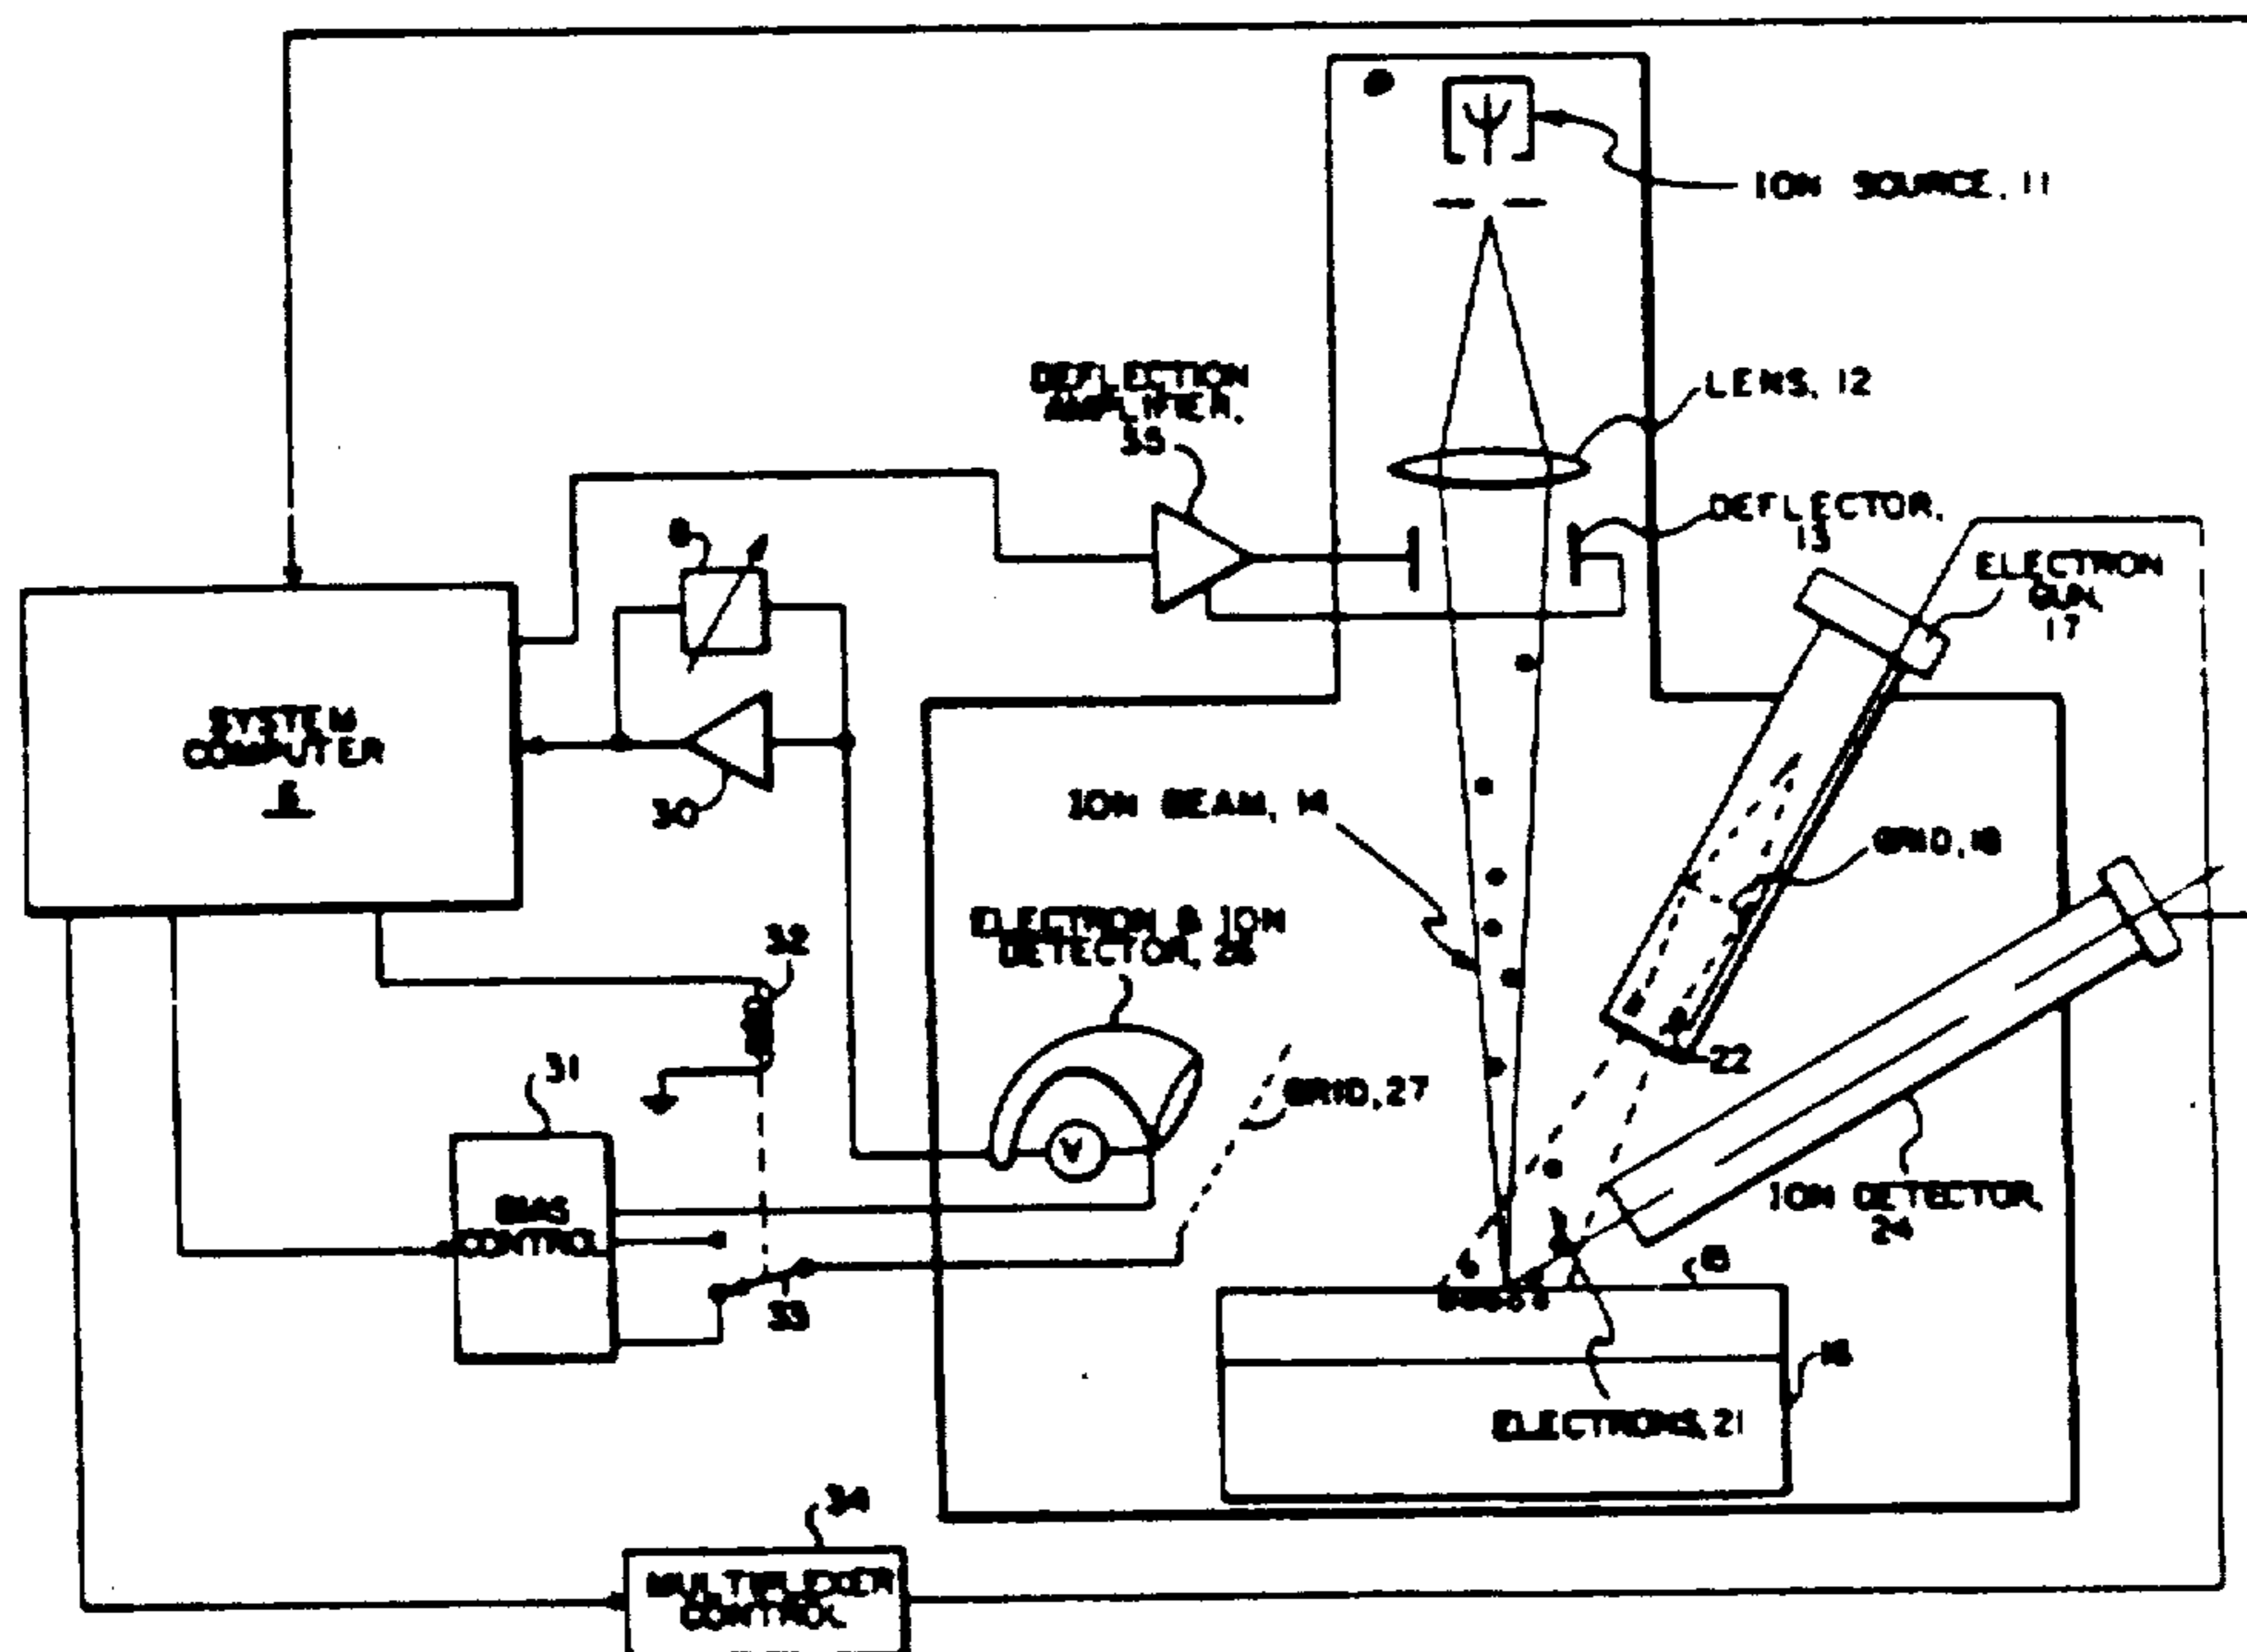 ION SOURCE, 11
DEFLECTION
AMPLIFIER,
35
LENS, 12
DEFLECTOR,
13
ELECTRON
GUN,
17
SYSTEM
COMPUTER
30
ION BEAM, 14
GRID,
ELECTRON & ION
DETECTOR,
32
31
22
GRID, 27
V
BIAS
CONTROL
33
ION DETECTOR,
24
ELECTRONS, 21
34
MULTIPLEXER
CONTROL